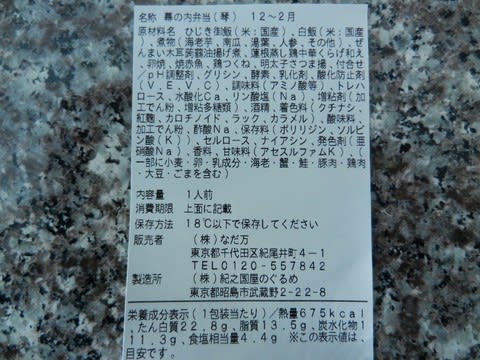 名称 幕の内弁当(琴) 12～2月
原材料名 ひじき御飯(米:国産)、白飯(米:国産
)、煮物(海老芋、南瓜、湯葉、人参、その他)、ぜ
んまい木耳蒟蒻油揚げ煮、蓮根蒸し鶏中華くらげ和え
、卵焼、焼赤魚、鶏つくね、明太子さつま揚、付合せ
／pH調整剤、グリシン、酵素、乳化剤、酸化防止剤
(V.E,V.C)、調味料(アミノ酸等)、トレハ
ロース、水酸化Ca、リン酸塩(Na)、増粘剤(
加工でん粉、増粘多糖類)、酒精、着色料(クチナシ
、紅麹、カロチノイド、ラック、カラメル)、酸味料、
加工でん粉、酢酸Na、保存料(ポリリジン、ソルビ
ン酸(K))、セルロース、ナイアシン、発色剤(亜
硝酸Na)、香料、甘味料(アセスルファムK)、(
一部に小麦・卵・乳成分・海老・蟹・鮭・豚肉・鶏肉
・大豆・ごまを含む)
内容量 1人前
消費期限 上面に記載
保存方法 18℃以下で保存してください
販売者 (株)なだ万
東京都千代田区紀尾井町4－1
TEL0120-557842
製造所 (株)紀之国屋のぐるめ
東京都昭島市武蔵野2-22-8
栄養成分表示(1包装当たり)／熱量675kcal
,たん白質22.8g,脂質13.5g,炭水化物1
11.3g,食塩相当量4.4g ※この表示値は、
目安です。